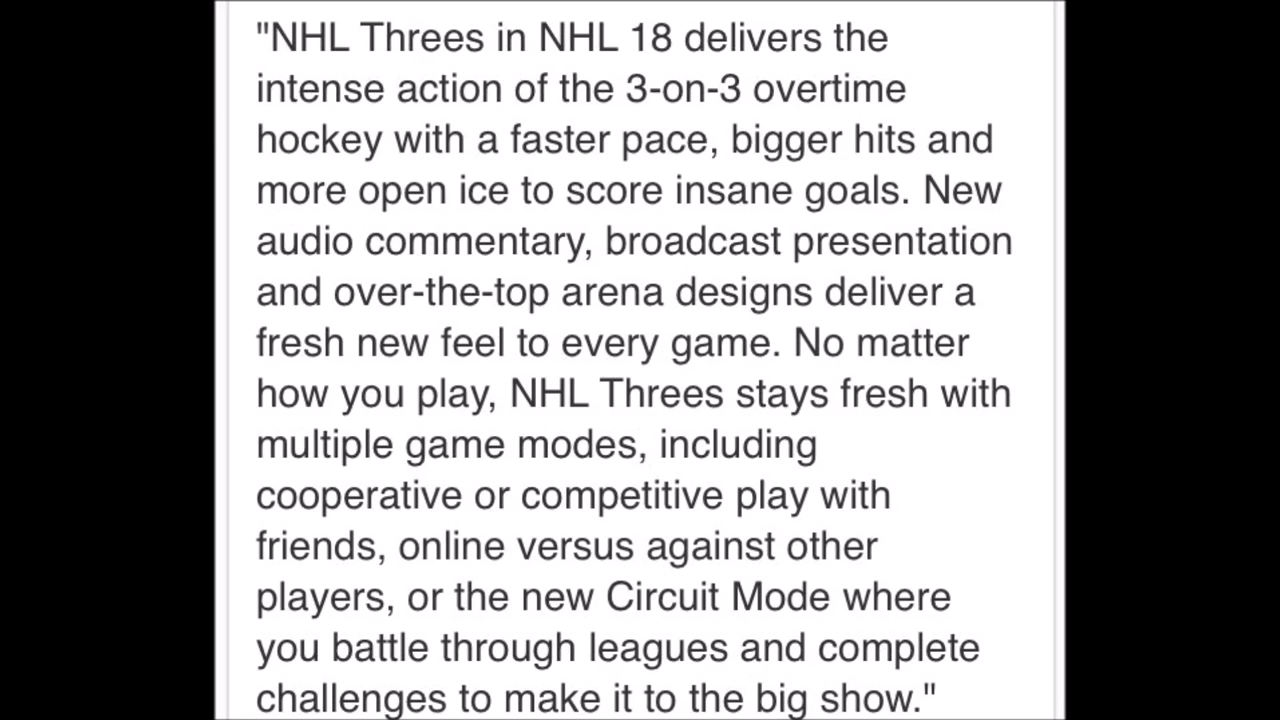 "NHL Threes in NHL 18 delivers the
intense action of the 3-on-3 overtime
hockey with a faster pace, bigger hits and
more open ice to score insane goals. New
audio commentary, broadcast presentation
and over-the-top arena designs deliver a
fresh new feel to every game. No matter
how you play, NHL Threes stays fresh with
multiple game modes, including
cooperative or competitive play with
friends, online versus against other
players, or the new Circuit Mode where
you battle through leagues and complete
challenges to make it to the big show."